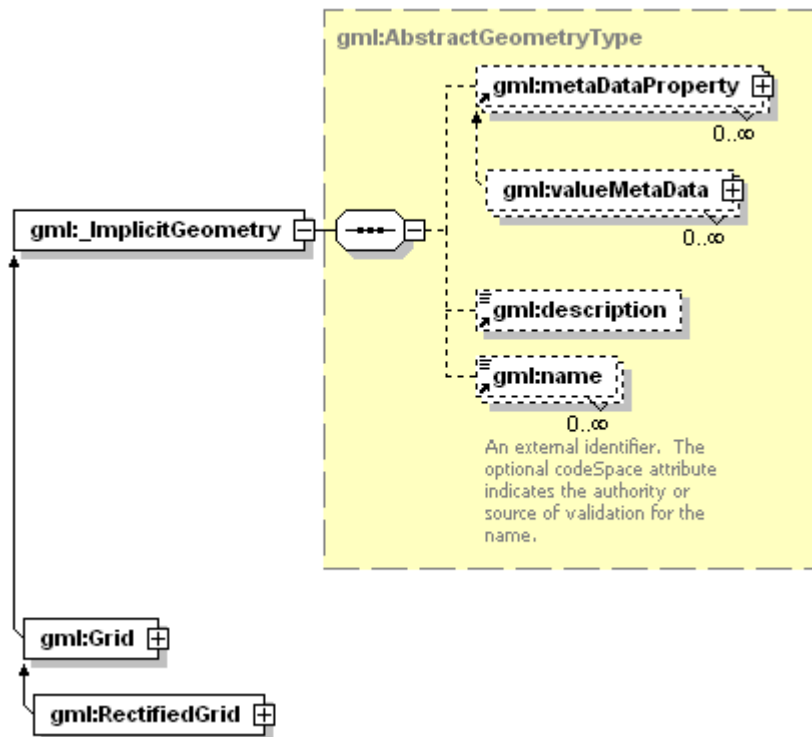 gml:AbstractGeometryType
gml:metaDataProperty
0..∞
gml:valueMetaData
0..∞
gml:_ImplicitGeometry
gml:description
gml:name
0..∞
An external identifier.  The
optional codeSpace attribute
indicates the authority or
source of validation for the
name.
gml:Grid
gml:RectifiedGrid